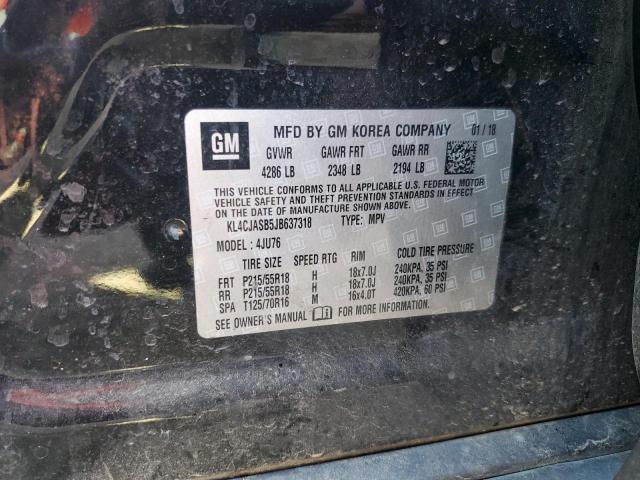 GM
MFD BY GM KOREA COMPANY 01 / 18
GVWR GAWR FRT GAWR RR
4286 LB 2348 LB 2194 LB
THIS VEHICLE CONFORMS TO ALL APPLICABLE U.S. FEDERAL MOTOR
VEHICLE SAFETY AND THEFT PREVENTION STANDARDS IN EFFECT
ON THE DATE OF MANUFACTURE SHOWN ABOVE.
KL4CJASB5JB637318 TYPE: MPV
MODEL: 4JU76
TIRE SIZE SPEED RTG RIM COLD TIRE PRESSURE
FRT P215/55R18 H 18x7.0J 240KPA, 35 PSI
RR P215/55R18 H 18x7.0J 240KPA, 35 PSI
SPA T125/70R16 M 16x4.0T 420KPA, 60 PSI
SEE OWNER'S MANUAL FOR MORE INFORMATION.